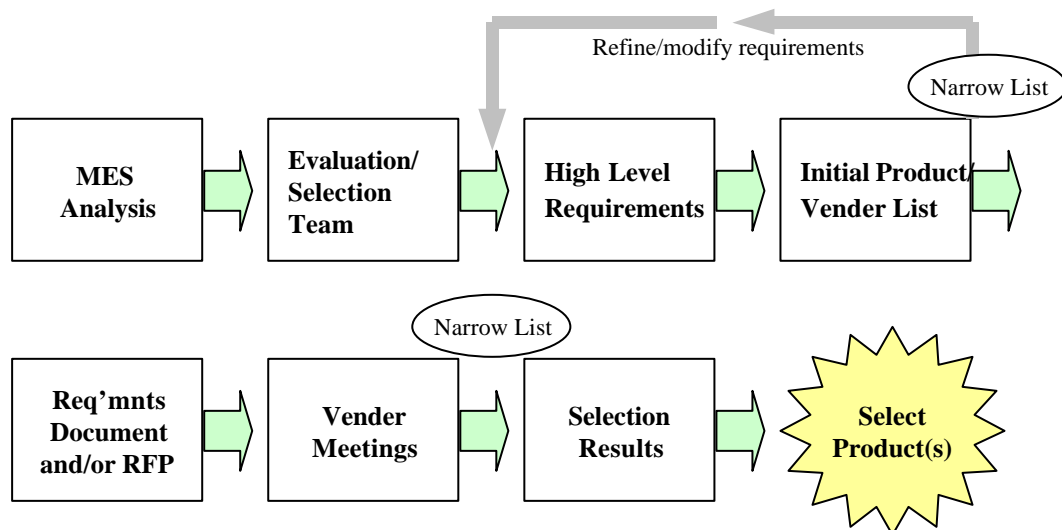 Refine/modify requirements
Narrow List
MES
Analysis
Evaluation/
Selection
Team
High Level
Requirements
Initial Product/
Vender List
Narrow List
Req’mnts
Document
and/or RFP
Vender
Meetings
Selection
Results
Select
Product(s)